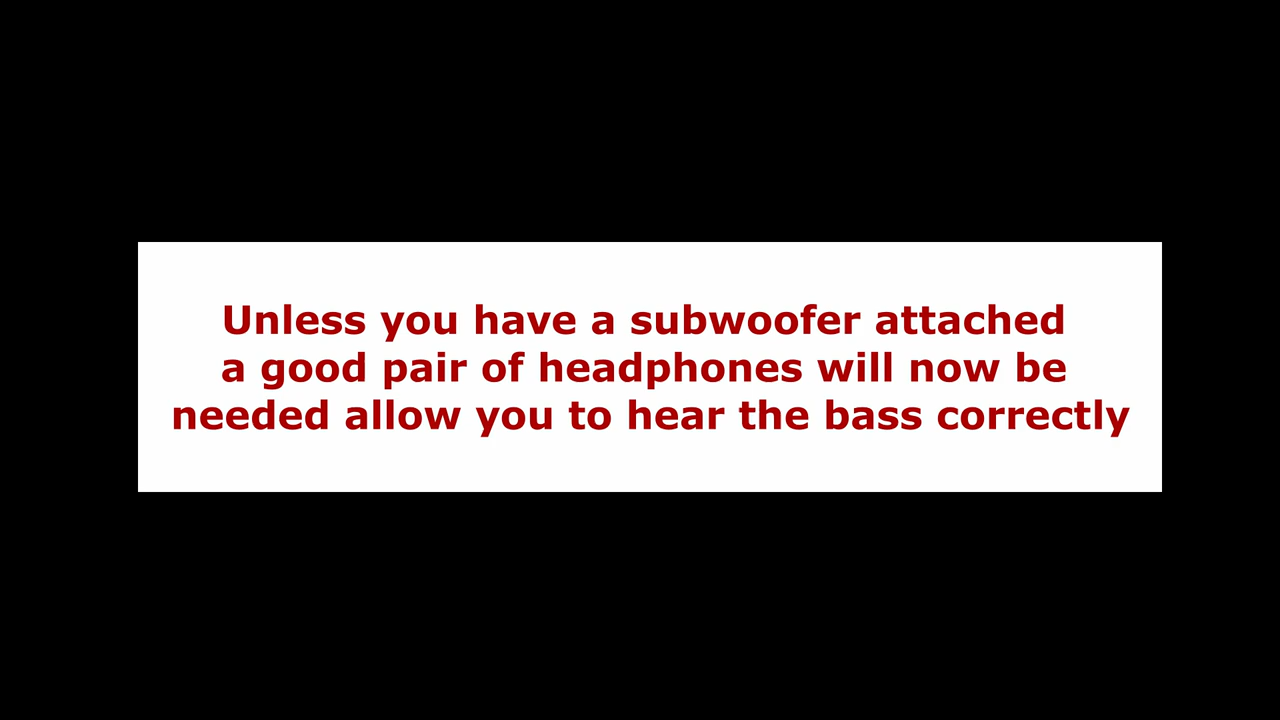 Unless you have a subwoofer attached
a good pair of headphones will now be
needed allow you to hear the bass correctly